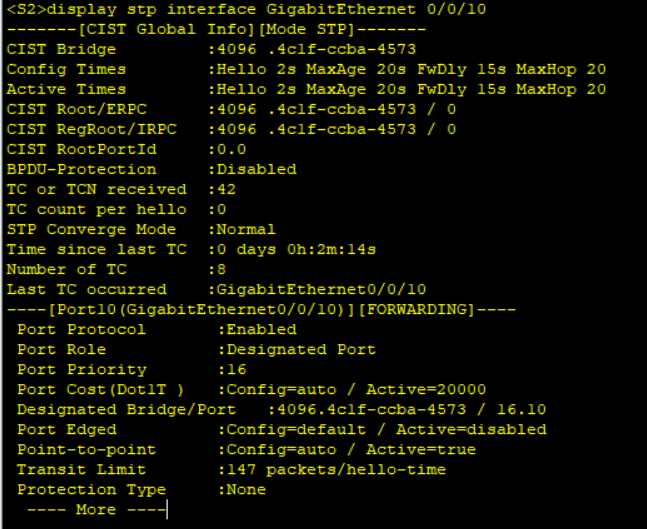 <S2>display stp interface GigabitEthernet 0/0/10
-------[CIST Global Info][Mode STP]-------
CIST Bridge         :4096 .4c1f-ccba-4573
Config Times        :Hello 2s MaxAge 20s FwDly 15s MaxHop 20
Active Times        :Hello 2s MaxAge 20s FwDly 15s MaxHop 20
CIST Root/ERPC      :4096 .4c1f-ccba-4573 / 0
CIST RegRoot/IRPC   :4096 .4c1f-ccba-4573 / 0
CIST RootPortId     :0.0
BPDU-Protection     :Disabled
TC or TCN received  :42
TC count per hello  :0
STP Converge Mode   :Normal
Time since last TC  :0 days 0h:2m:14s
Number of TC        :8
Last TC occurred    :GigabitEthernet0/0/10
----[Port10(GigabitEthernet0/0/10)][FORWARDING]----
 Port Protocol       :Enabled
 Port Role           :Designated Port
 Port Priority       :16
 Port Cost(Dot1T )   :Config=auto / Active=20000
 Designated Bridge/Port   :4096.4c1f-ccba-4573 / 16.10
 Port Edged          :Config=default / Active=disabled
 Point-to-point      :Config=auto / Active=true
 Transit Limit       :147 packets/hello-time
 Protection Type     :None
  ---- More ----